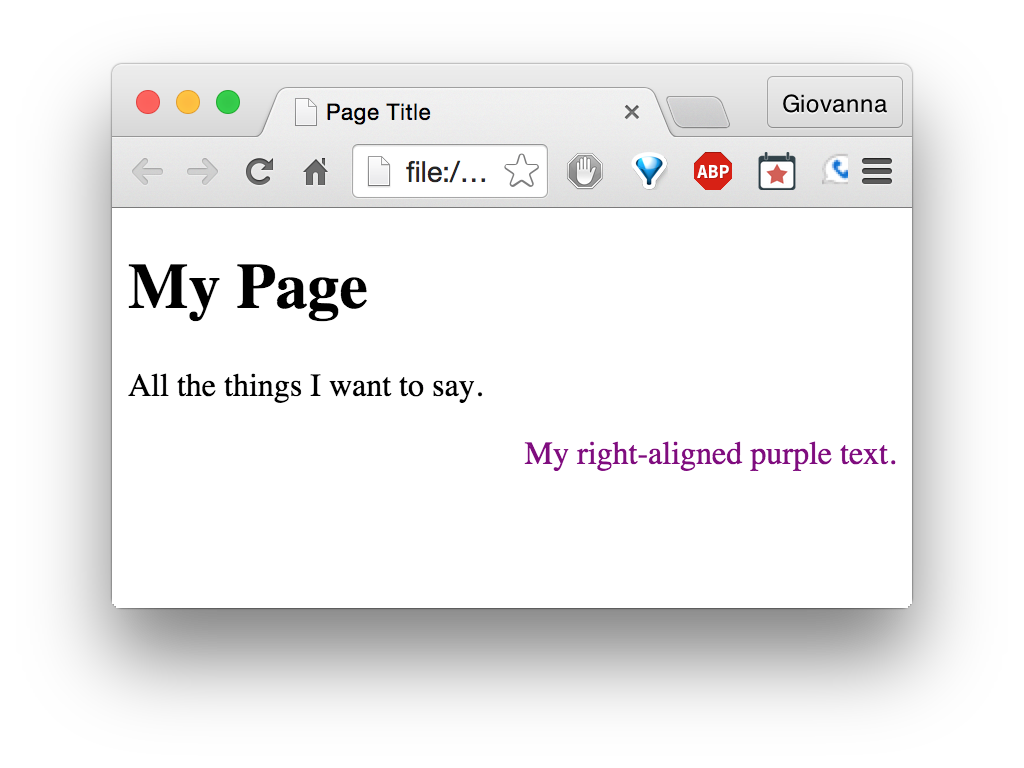 Page Title
Giovanna
file:/...
ABP
My Page
All the things I want to say.
My right-aligned purple text.